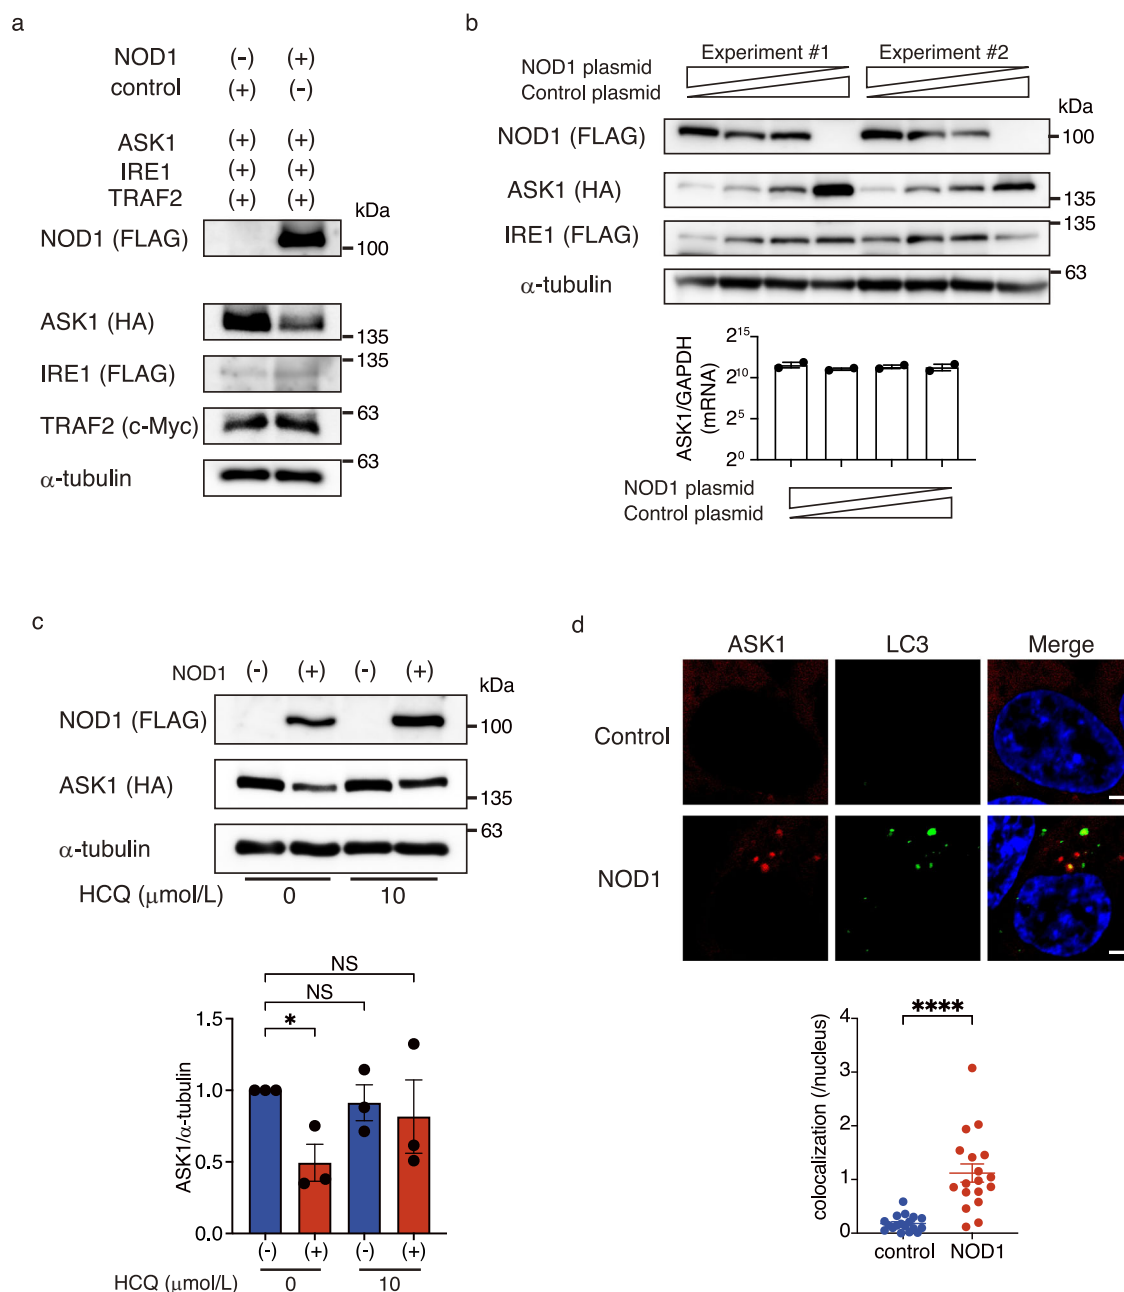 a
NOD1 (-) (+)
control (+) (-)
ASK1 (+) (+)
IRE1 (+) (+)
TRAF2 (+) (+)
kDa
NOD1 (FLAG) 100
ASK1 (HA) 135
135
IRE1 (FLAG)
TRAF2 (c-Myc) 63
α-tubulin 63
b
Experiment #1 Experiment #2
NOD1 plasmid
Control plasmid
kDa
NOD1 (FLAG) 100
ASK1 (HA) 135
IRE1 (FLAG) 135
α-tubulin 63
ASK1/GAPDH
(mRNA)
2¹⁵
2¹⁰
2⁵
2⁰
NOD1 plasmid
Control plasmid
c
NOD1 (-) (+) (-) (+)
kDa
NOD1 (FLAG) 100
ASK1 (HA) 135
α-tubulin 63
HCQ (μmol/L) 0 10
NS
NS
*
ASK1/α-tubulin
1.5
1.0
0.5
0.0
(-) (+) (-) (+)
HCQ (μmol/L) 0 10
d
ASK1 LC3 Merge
Control
NOD1
****
colocalization (/nucleus)
4
3
2
1
0
control NOD1